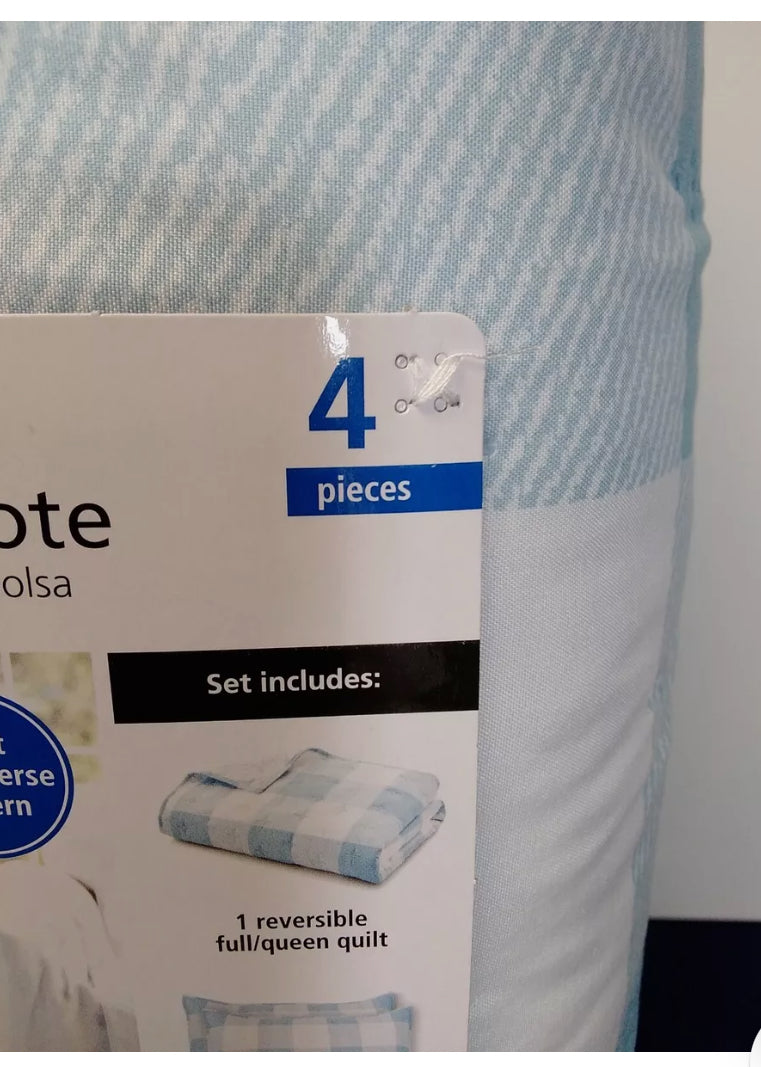 4
pieces
ote
olsa
Set includes:
t
erse
ern
1 reversible
full/queen quilt